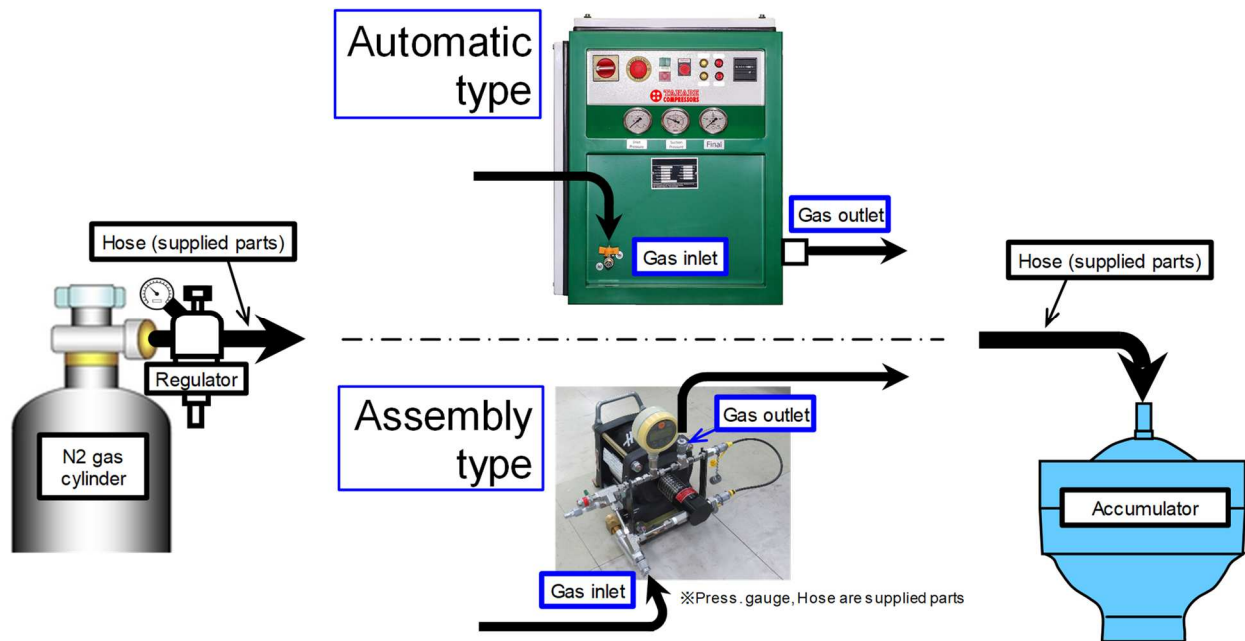 Automatic
type
TANABE
COMPRESSORS
Final
Gas outlet
Gas inlet
Hose (supplied parts)
Hose (supplied parts)
Regulator
N2 gas
cylinder
Assembly
type
Gas outlet
Accumulator
Gas inlet
※Press. gauge, Hose are supplied parts